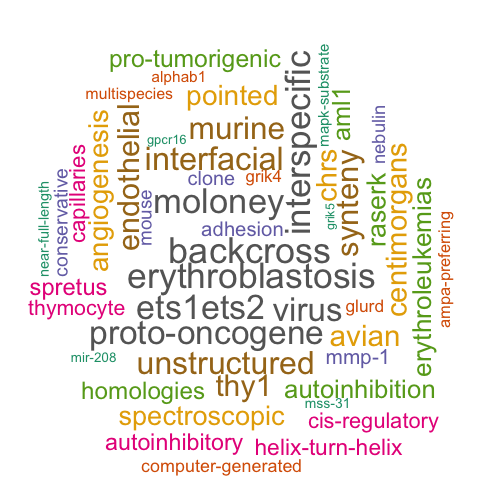 pro-tumorigenic
alphab1
multispecies
pointed
interspecific
mapk-substrate
aml1
nebulin
murine
gpcr16
endothelial
angiogenesis
capillaries
conservative
near-full-length
interfacial
grik4
chrs
clone
mouse
moloney
grik5
synteny
raserk
centimorgans
adhesion
backcross
erythroblastosis
erythroleukemias
ampa-preferring
spretus
thymocyte
ets1ets2
virus
glurd
proto-oncogene
avian
mir-208
unstructured
mmp-1
homologies
thy1
autoinhibition
mss-31
spectroscopic
cis-regulatory
autoinhibitory
helix-turn-helix
computer-generated